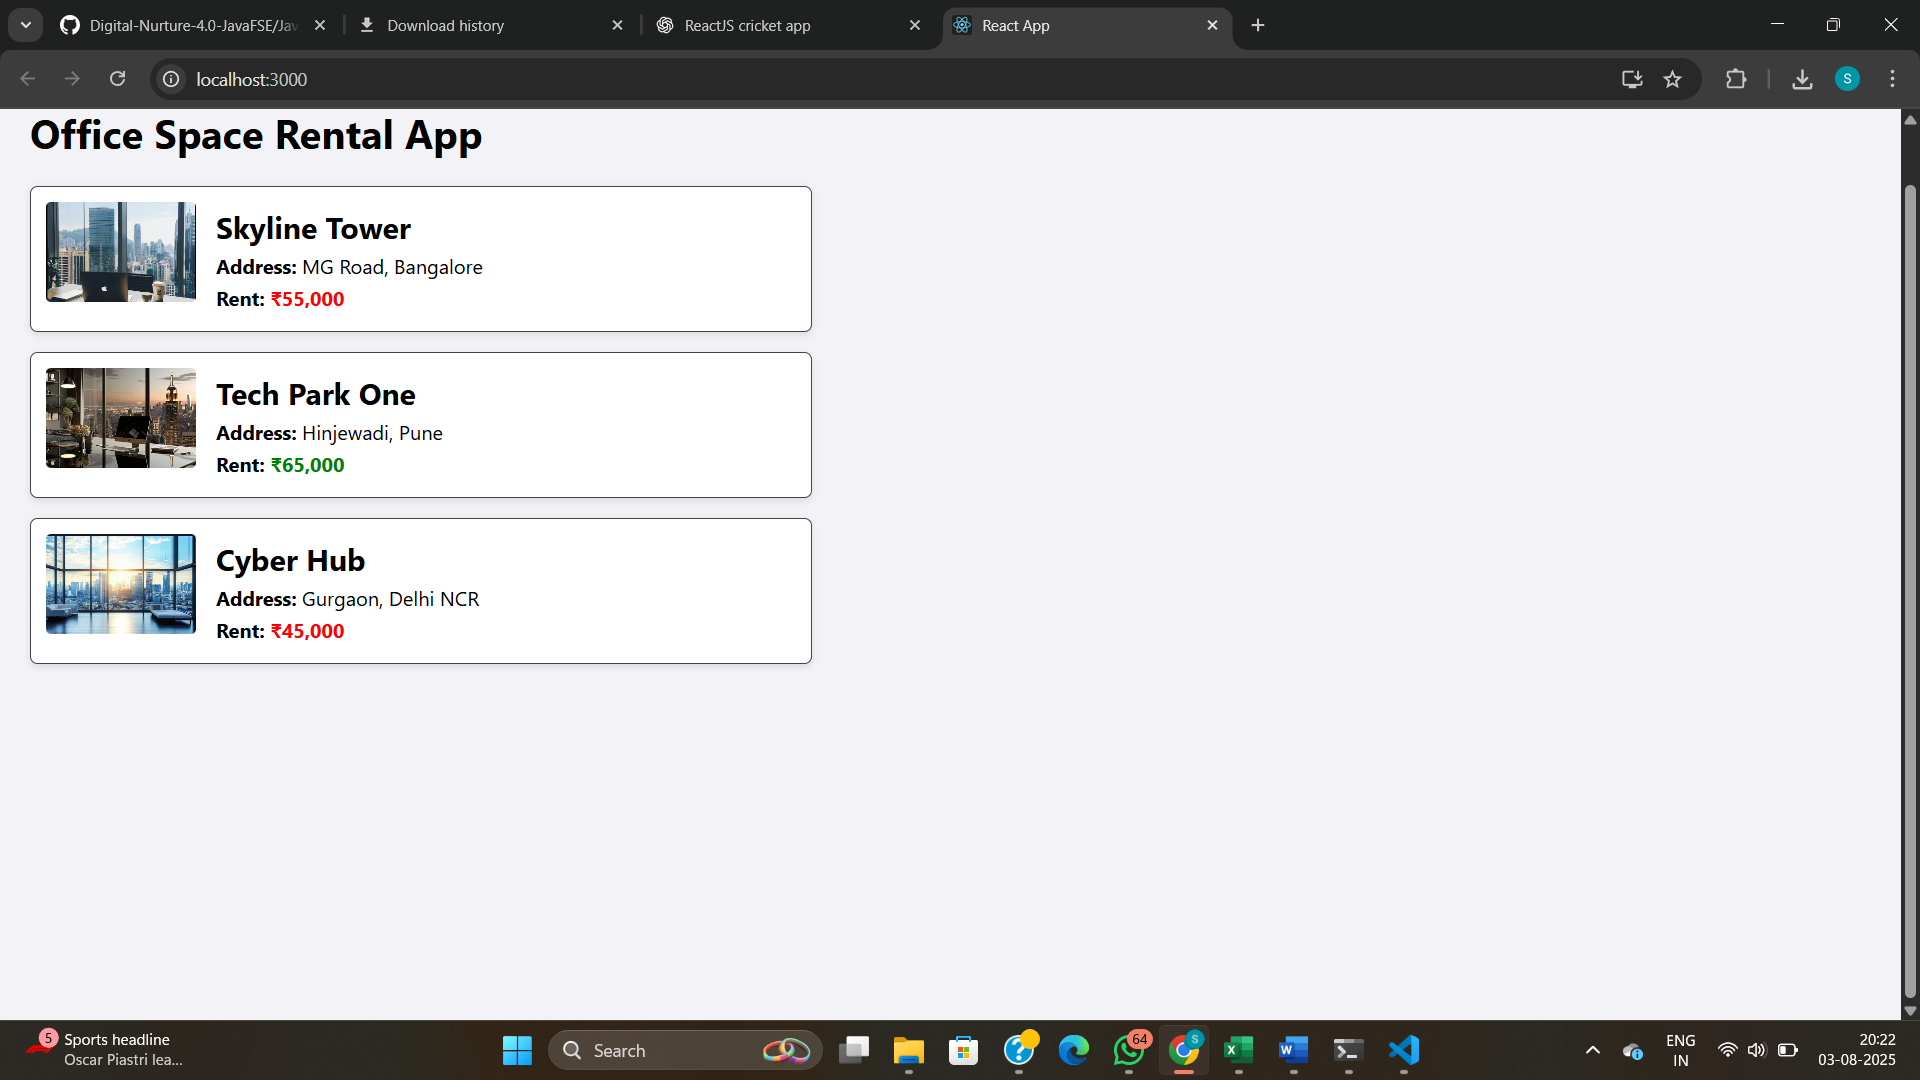 Digital-Nurture-4.0-JavaFSE/Jav
Download history
ReactJS cricket app
React App
localhost:3000
S
Office Space Rental App
Skyline Tower
Address: MG Road, Bangalore
Rent: ₹55,000
Tech Park One
Address: Hinjewadi, Pune
Rent: ₹65,000
Cyber Hub
Address: Gurgaon, Delhi NCR
Rent: ₹45,000
5
Sports headline
Oscar Piastri lea...
Search
64
S
ENG
IN
20:22
03-08-2025